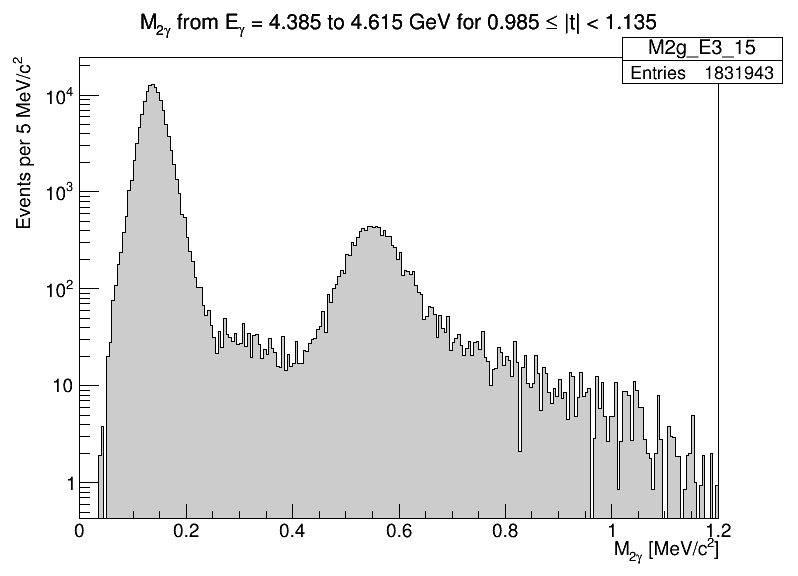 M2γ from Eγ = 4.385 to 4.615 GeV for 0.985 ≤ |t| < 1.135
M2g_E3_15
Entries 1831943
Events per 5 MeV/c²
10⁴
10³
10²
10
1
0 0.2 0.4 0.6 0.8 1 1.2
M2γ [MeV/c²]